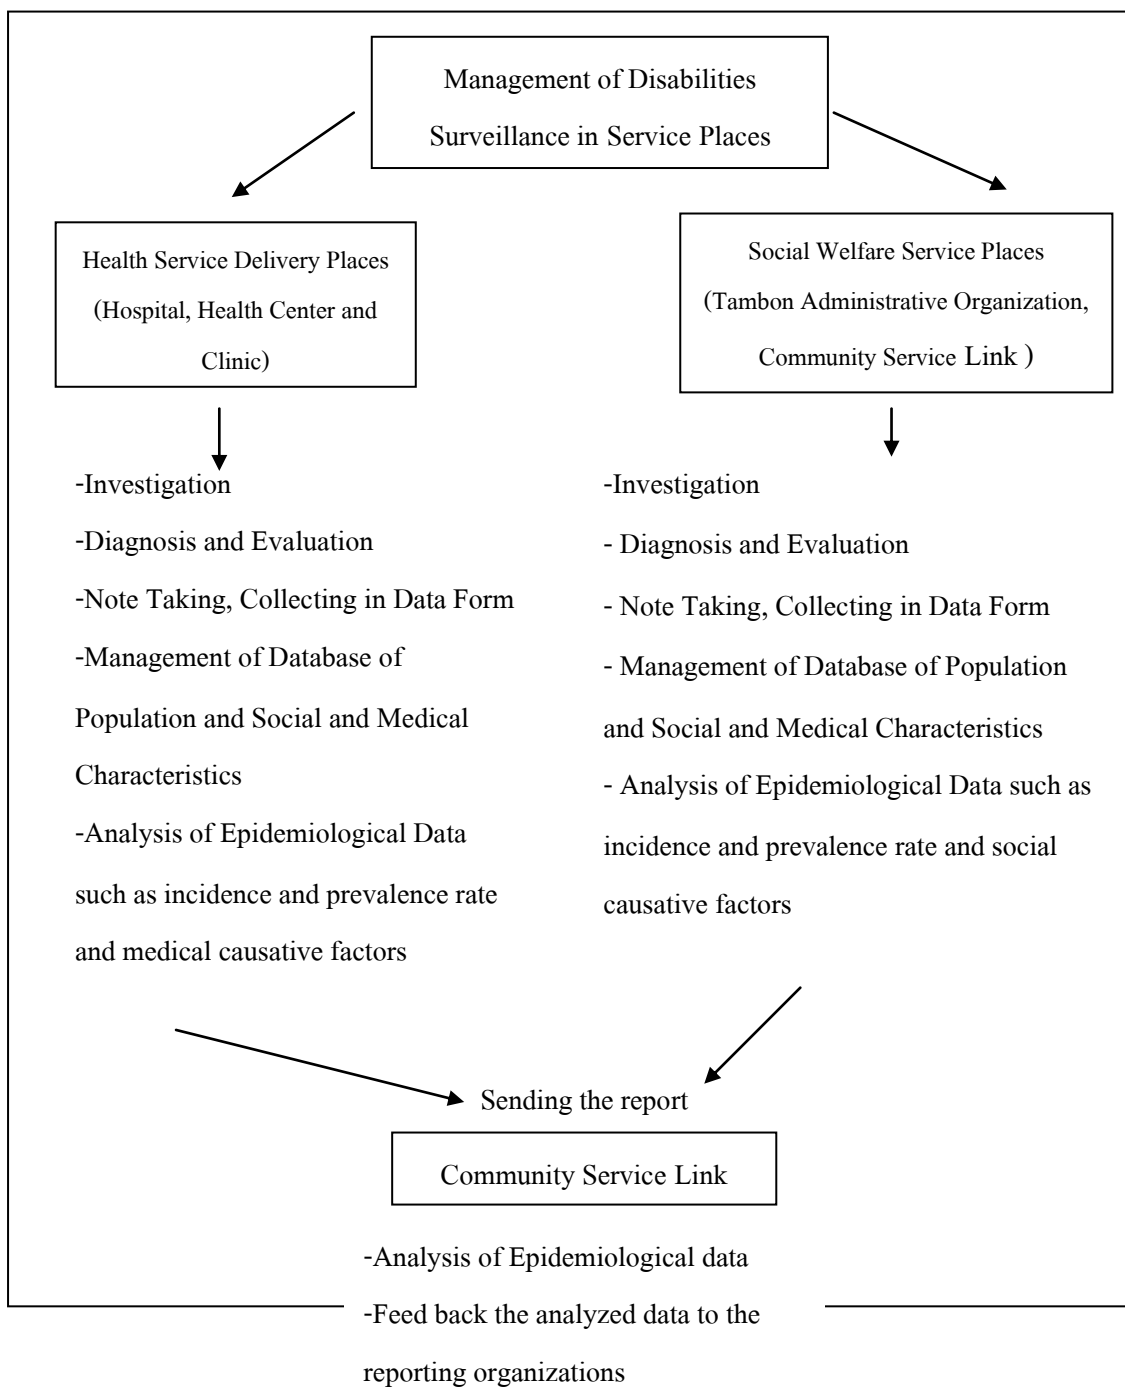 Management of Disabilities
Surveillance in Service Places
Health Service Delivery Places
(Hospital, Health Center and
Clinic)
Social Welfare Service Places
(Tambon Administrative Organization,
Community Service Link )
-Investigation
-Diagnosis and Evaluation
-Note Taking, Collecting in Data Form
-Management of Database of
Population and Social and Medical
Characteristics
-Analysis of Epidemiological Data
such as incidence and prevalence rate
and medical causative factors
-Investigation
- Diagnosis and Evaluation
- Note Taking, Collecting in Data Form
- Management of Database of Population
and Social and Medical Characteristics
- Analysis of Epidemiological Data such as
incidence and prevalence rate and social
causative factors
Sending the report
Community Service Link
-Analysis of Epidemiological data
-Feed back the analyzed data to the
reporting organizations